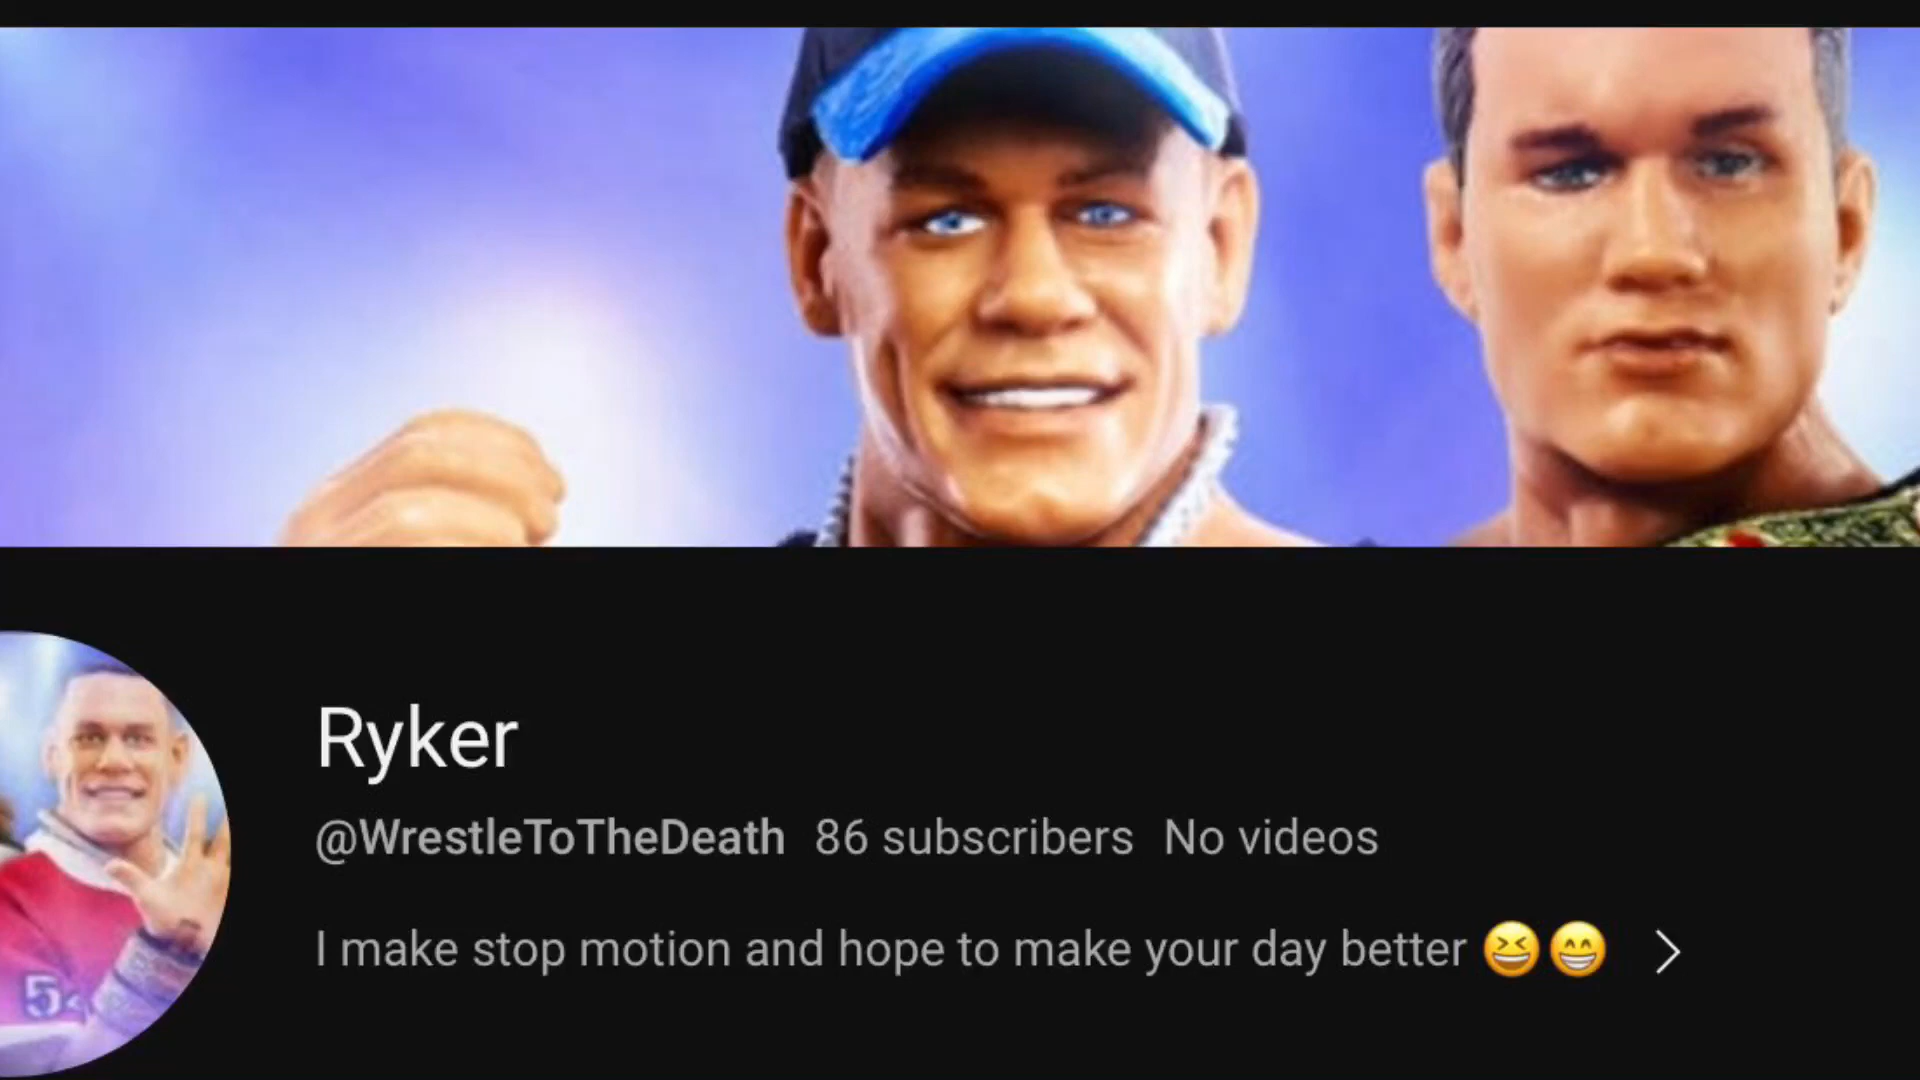 Ryker
@WrestleToTheDeath 86 subscribers No videos
I make stop motion and hope to make your day better 😆😁